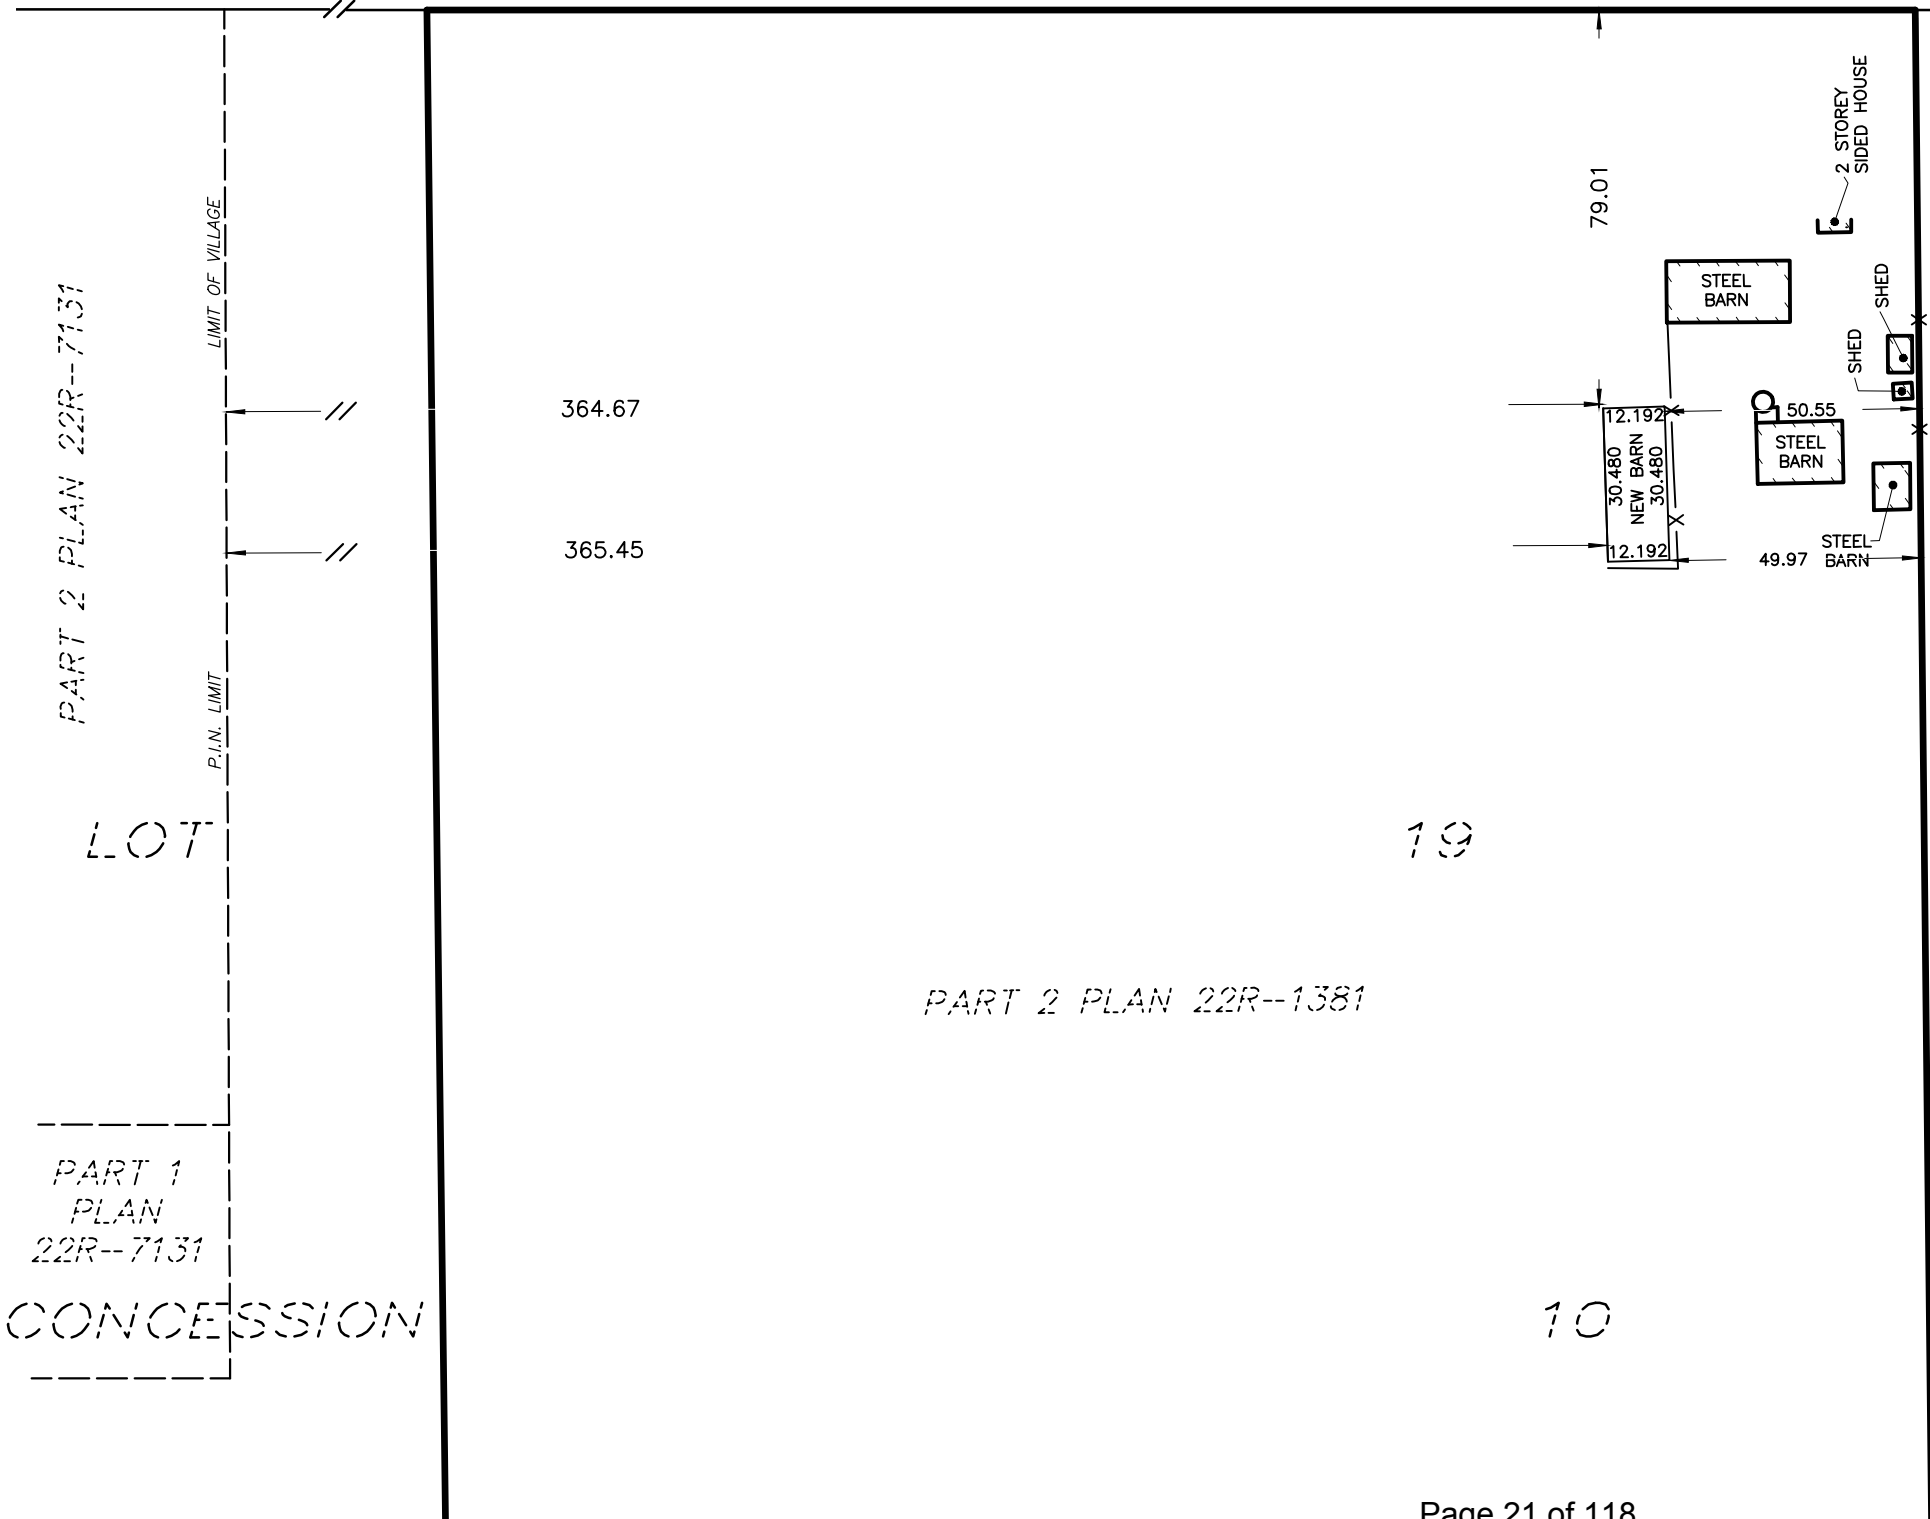 2 STOREY
SIDED HOUSE
79.01
LIMIT OF VILLAGE
PART 2 PLAN 22R--7131
STEEL
BARN
SHED
SHED
364.67
12.192
50.55
30.480
NEW BARN
30.480
STEEL
BARN
365.45
12.192
49.97
STEEL
BARN
P.I.N. LIMIT
LOT
19
PART 2 PLAN 22R--1381
PART 1
PLAN
22R--7131
CONCESSION
10
Page 21 of 118